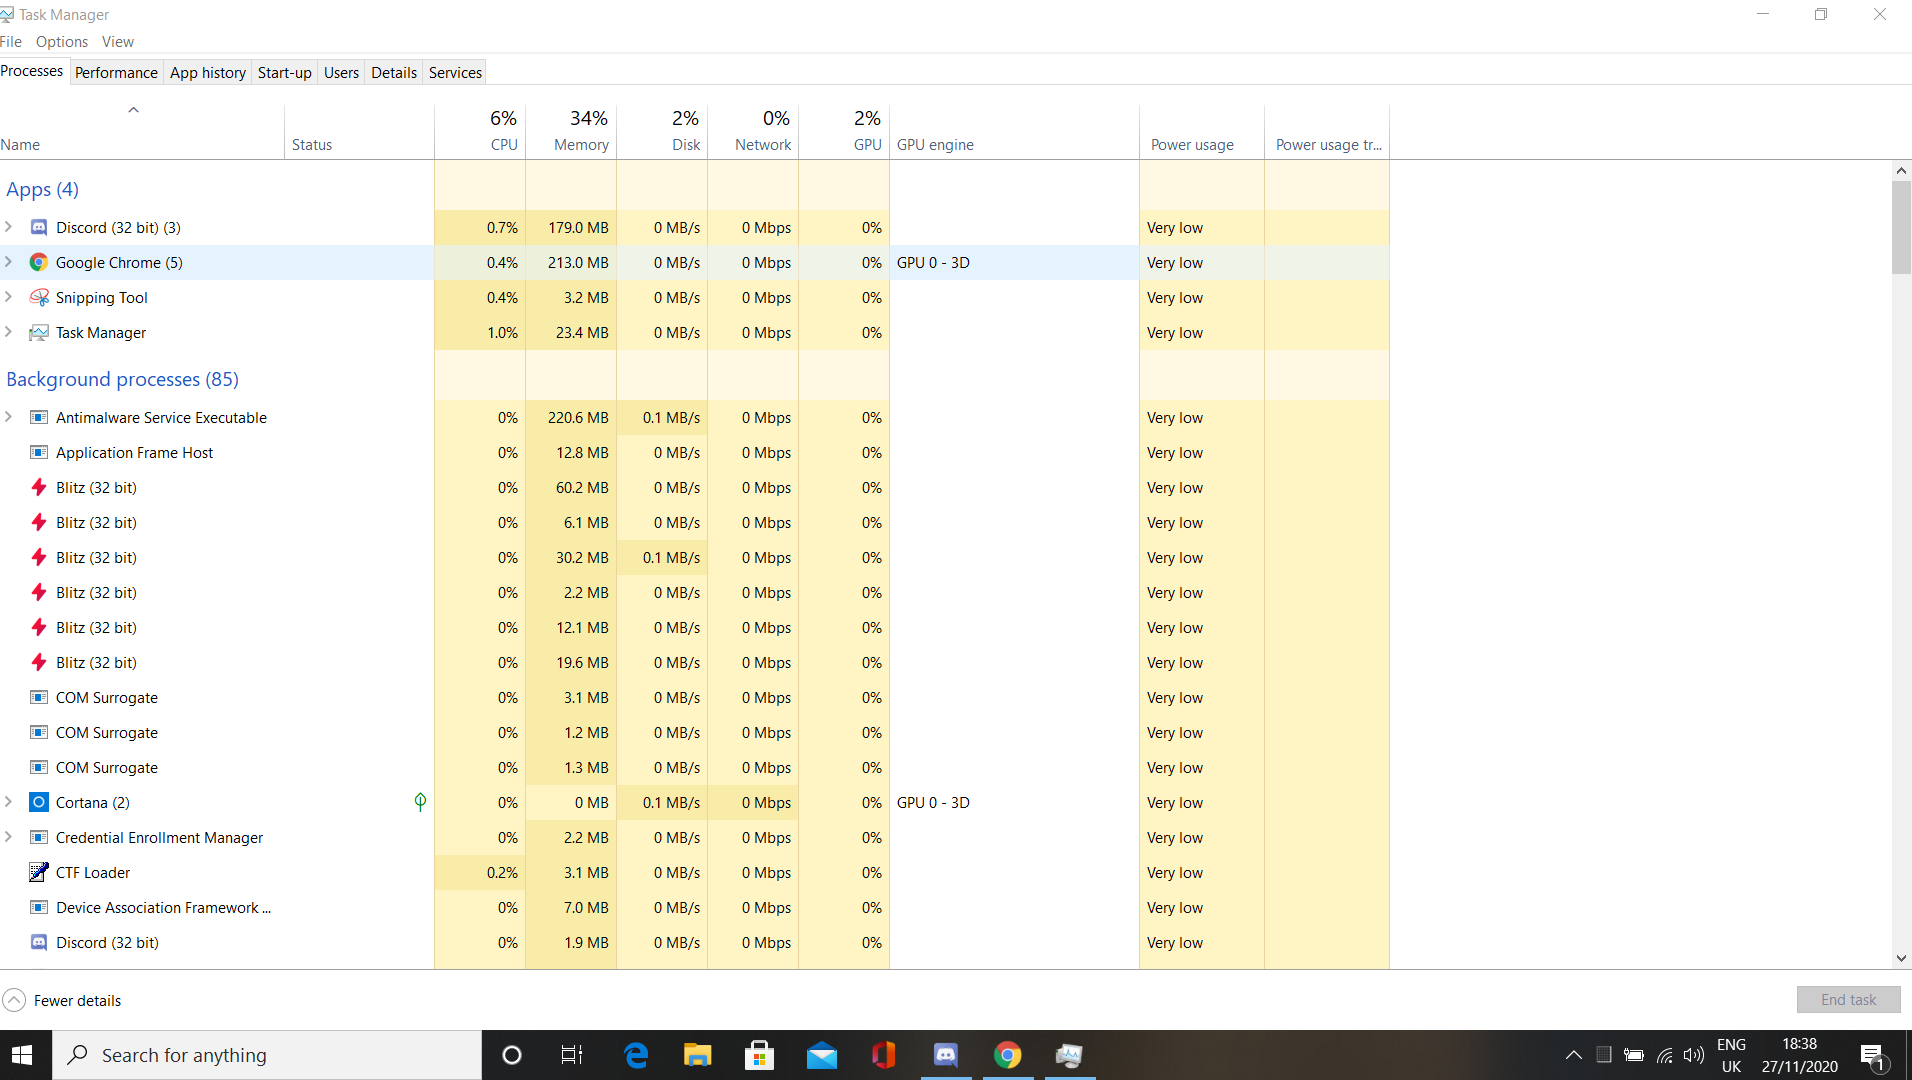 Task Manager
File Options View
Processes Performance App history Start-up Users Details Services
6% 34% 2% 0% 2%
Name Status CPU Memory Disk Network GPU GPU engine Power usage Power usage tr...
Apps (4)
Discord (32 bit) (3) 0.7% 179.0 MB 0 MB/s 0 Mbps 0% Very low
Google Chrome (5) 0.4% 213.0 MB 0 MB/s 0 Mbps 0% GPU 0 - 3D Very low
Snipping Tool 0.4% 3.2 MB 0 MB/s 0 Mbps 0% Very low
Task Manager 1.0% 23.4 MB 0 MB/s 0 Mbps 0% Very low
Background processes (85)
Antimalware Service Executable 0% 220.6 MB 0.1 MB/s 0 Mbps 0% Very low
Application Frame Host 0% 12.8 MB 0 MB/s 0 Mbps 0% Very low
Blitz (32 bit) 0% 60.2 MB 0 MB/s 0 Mbps 0% Very low
Blitz (32 bit) 0% 6.1 MB 0 MB/s 0 Mbps 0% Very low
Blitz (32 bit) 0% 30.2 MB 0.1 MB/s 0 Mbps 0% Very low
Blitz (32 bit) 0% 2.2 MB 0 MB/s 0 Mbps 0% Very low
Blitz (32 bit) 0% 12.1 MB 0 MB/s 0 Mbps 0% Very low
Blitz (32 bit) 0% 19.6 MB 0 MB/s 0 Mbps 0% Very low
COM Surrogate 0% 3.1 MB 0 MB/s 0 Mbps 0% Very low
COM Surrogate 0% 1.2 MB 0 MB/s 0 Mbps 0% Very low
COM Surrogate 0% 1.3 MB 0 MB/s 0 Mbps 0% Very low
Cortana (2) 0% 0 MB 0.1 MB/s 0 Mbps 0% GPU 0 - 3D Very low
Credential Enrollment Manager 0% 2.2 MB 0 MB/s 0 Mbps 0% Very low
CTF Loader 0.2% 3.1 MB 0 MB/s 0 Mbps 0% Very low
Device Association Framework ... 0% 7.0 MB 0 MB/s 0 Mbps 0% Very low
Discord (32 bit) 0% 1.9 MB 0 MB/s 0 Mbps 0% Very low
Fewer details End task
Search for anything
ENG 18:38
UK 27/11/2020 1